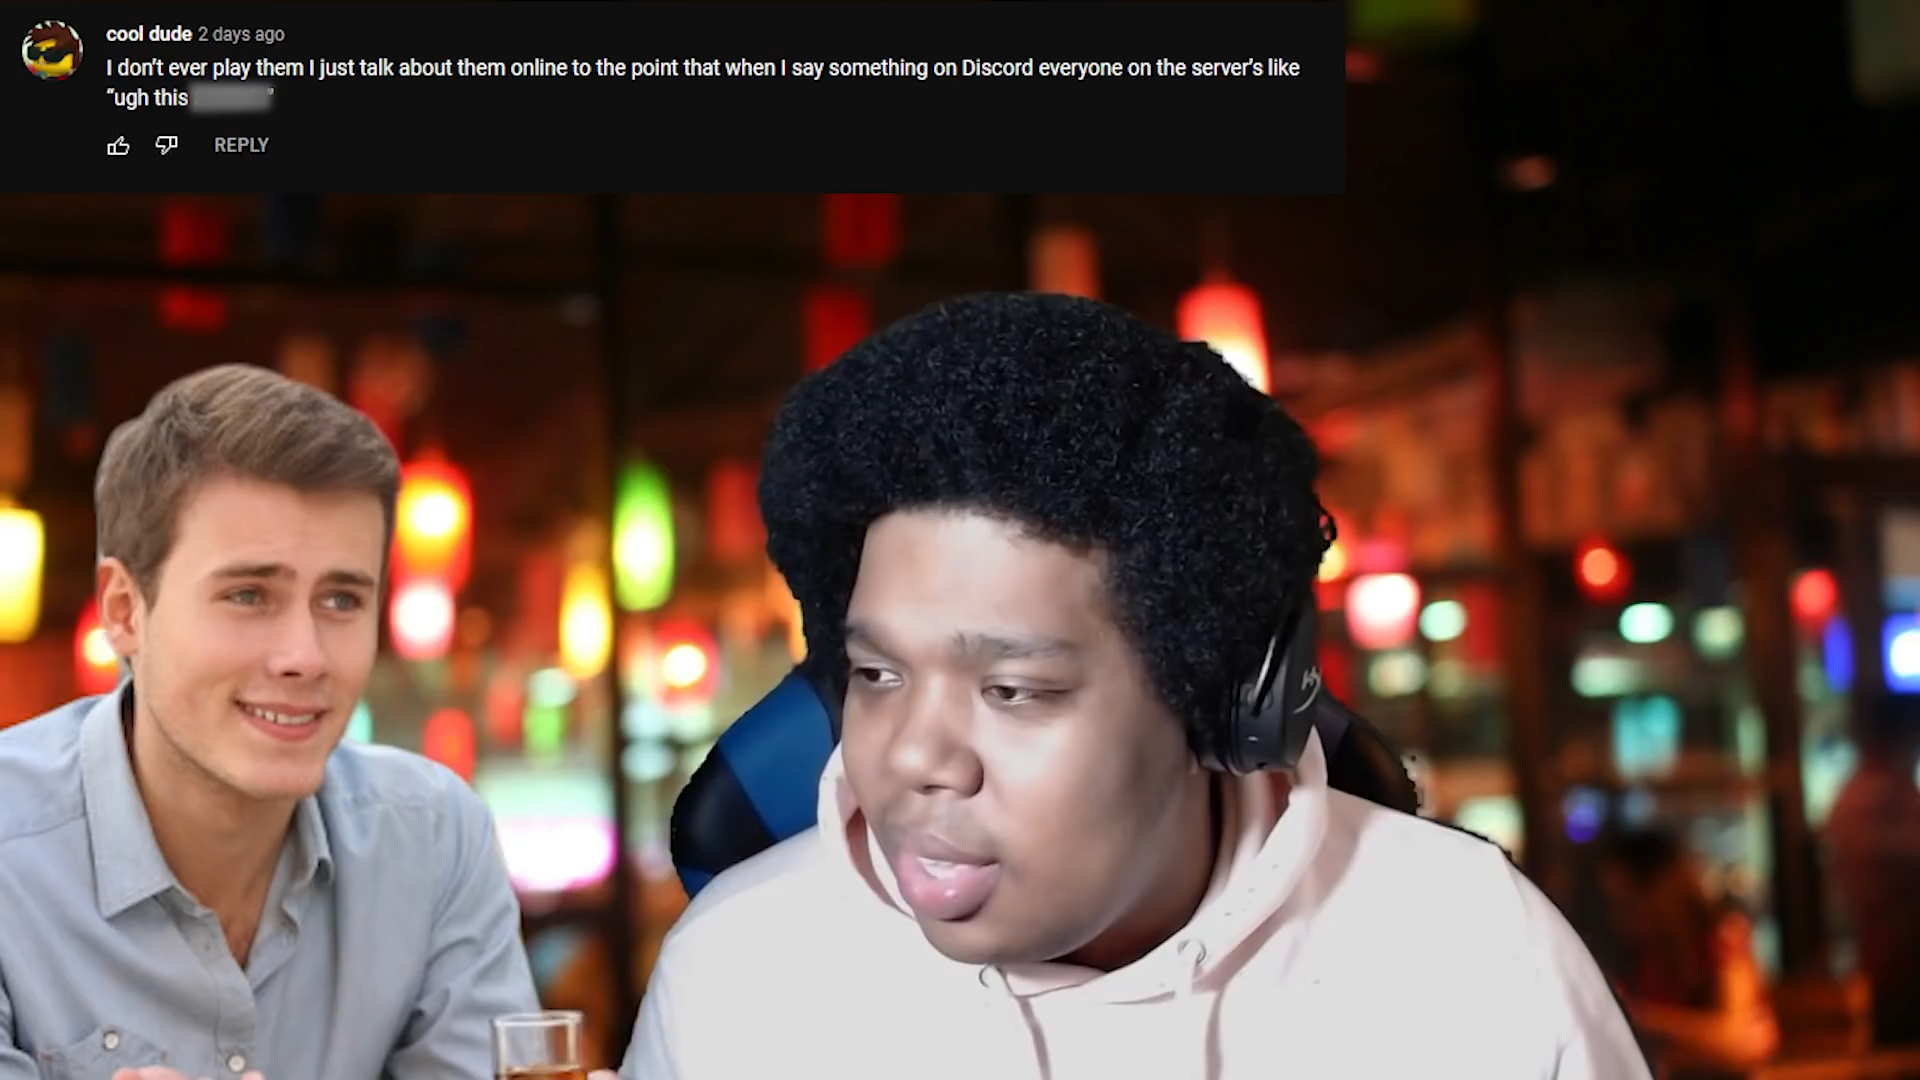 cool dude 2 days ago
I don't ever play them I just talk about them online to the point that when I say something on Discord everyone on the server's like
“ugh this "
REPLY